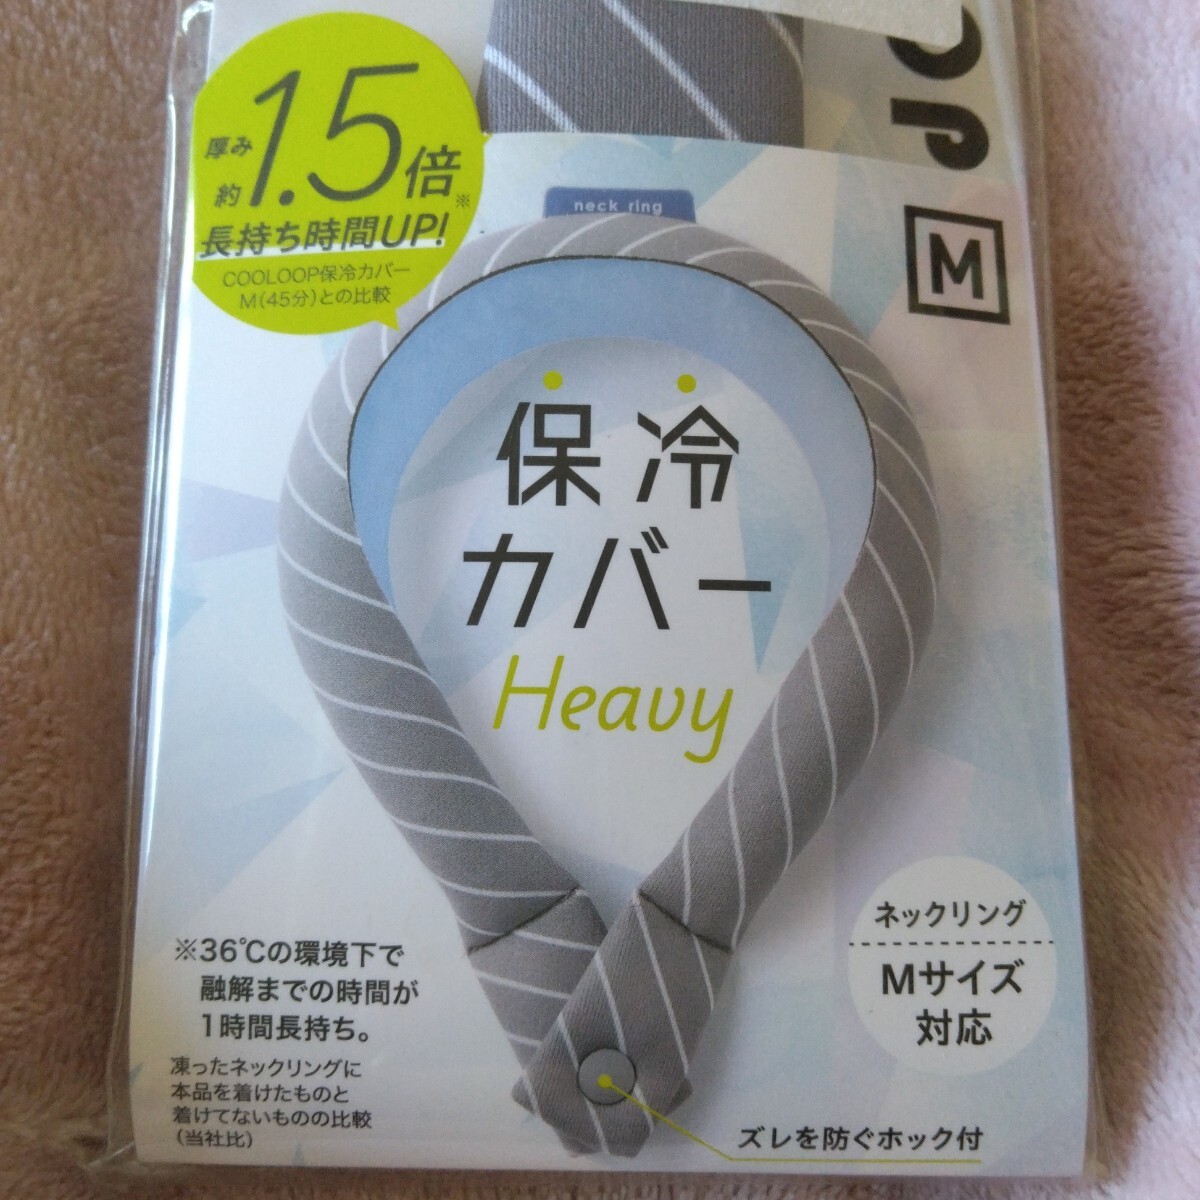 厚み
約1.5倍※
長持ち時間UP!
COOLOOP保冷カバー
M(45分)との比較
OP
M
neck ring
保冷
カバー
Heavy
ネックリング
Mサイズ
対応
※36℃の環境下で
融解までの時間が
1時間長持ち。
凍ったネックリングに
本品を着けたものと
着けてないものの比較
(当社比)
ズレを防ぐホック付